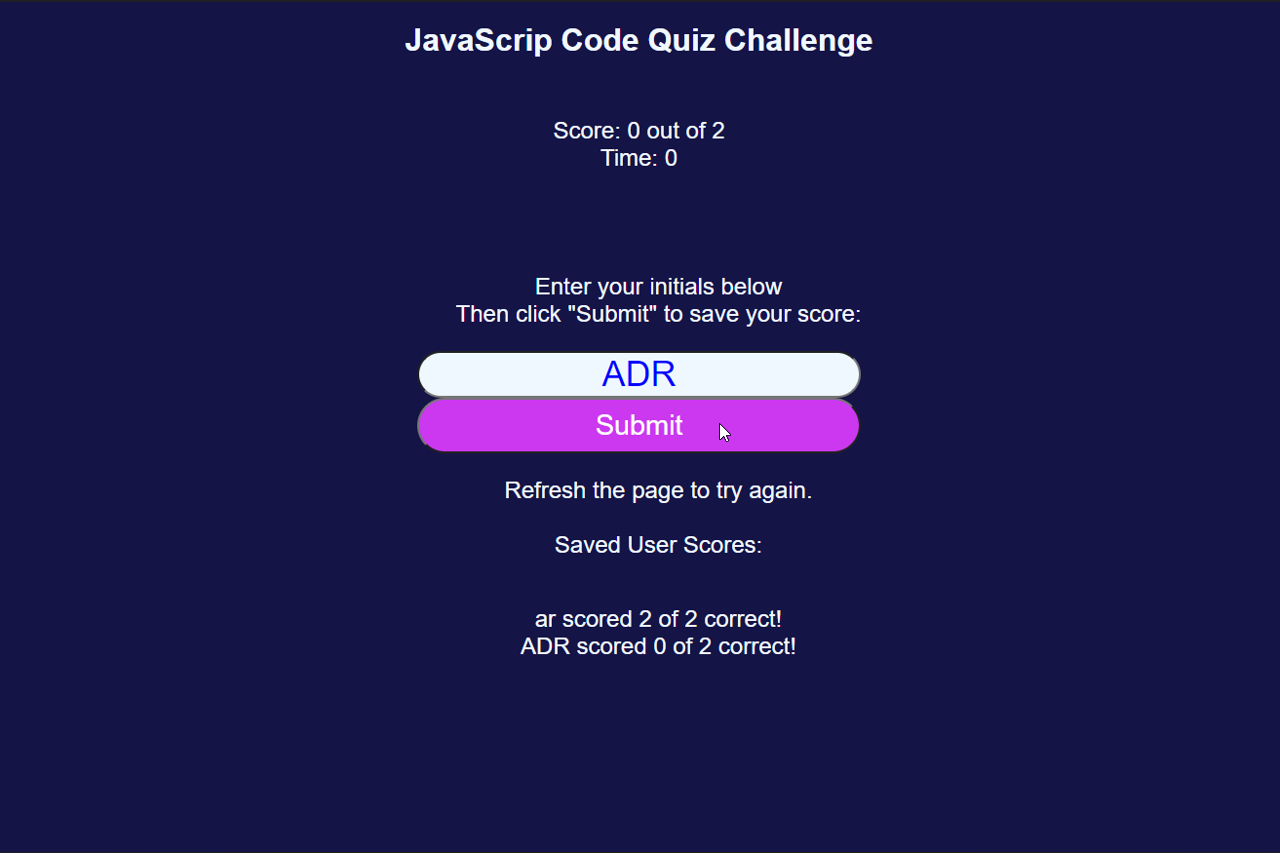 JavaScrip Code Quiz Challenge
Score: 0 out of 2
Time: 0
Enter your initials below
Then click "Submit" to save your score:
ADR
Submit
Refresh the page to try again.
Saved User Scores:
ar scored 2 of 2 correct!
ADR scored 0 of 2 correct!